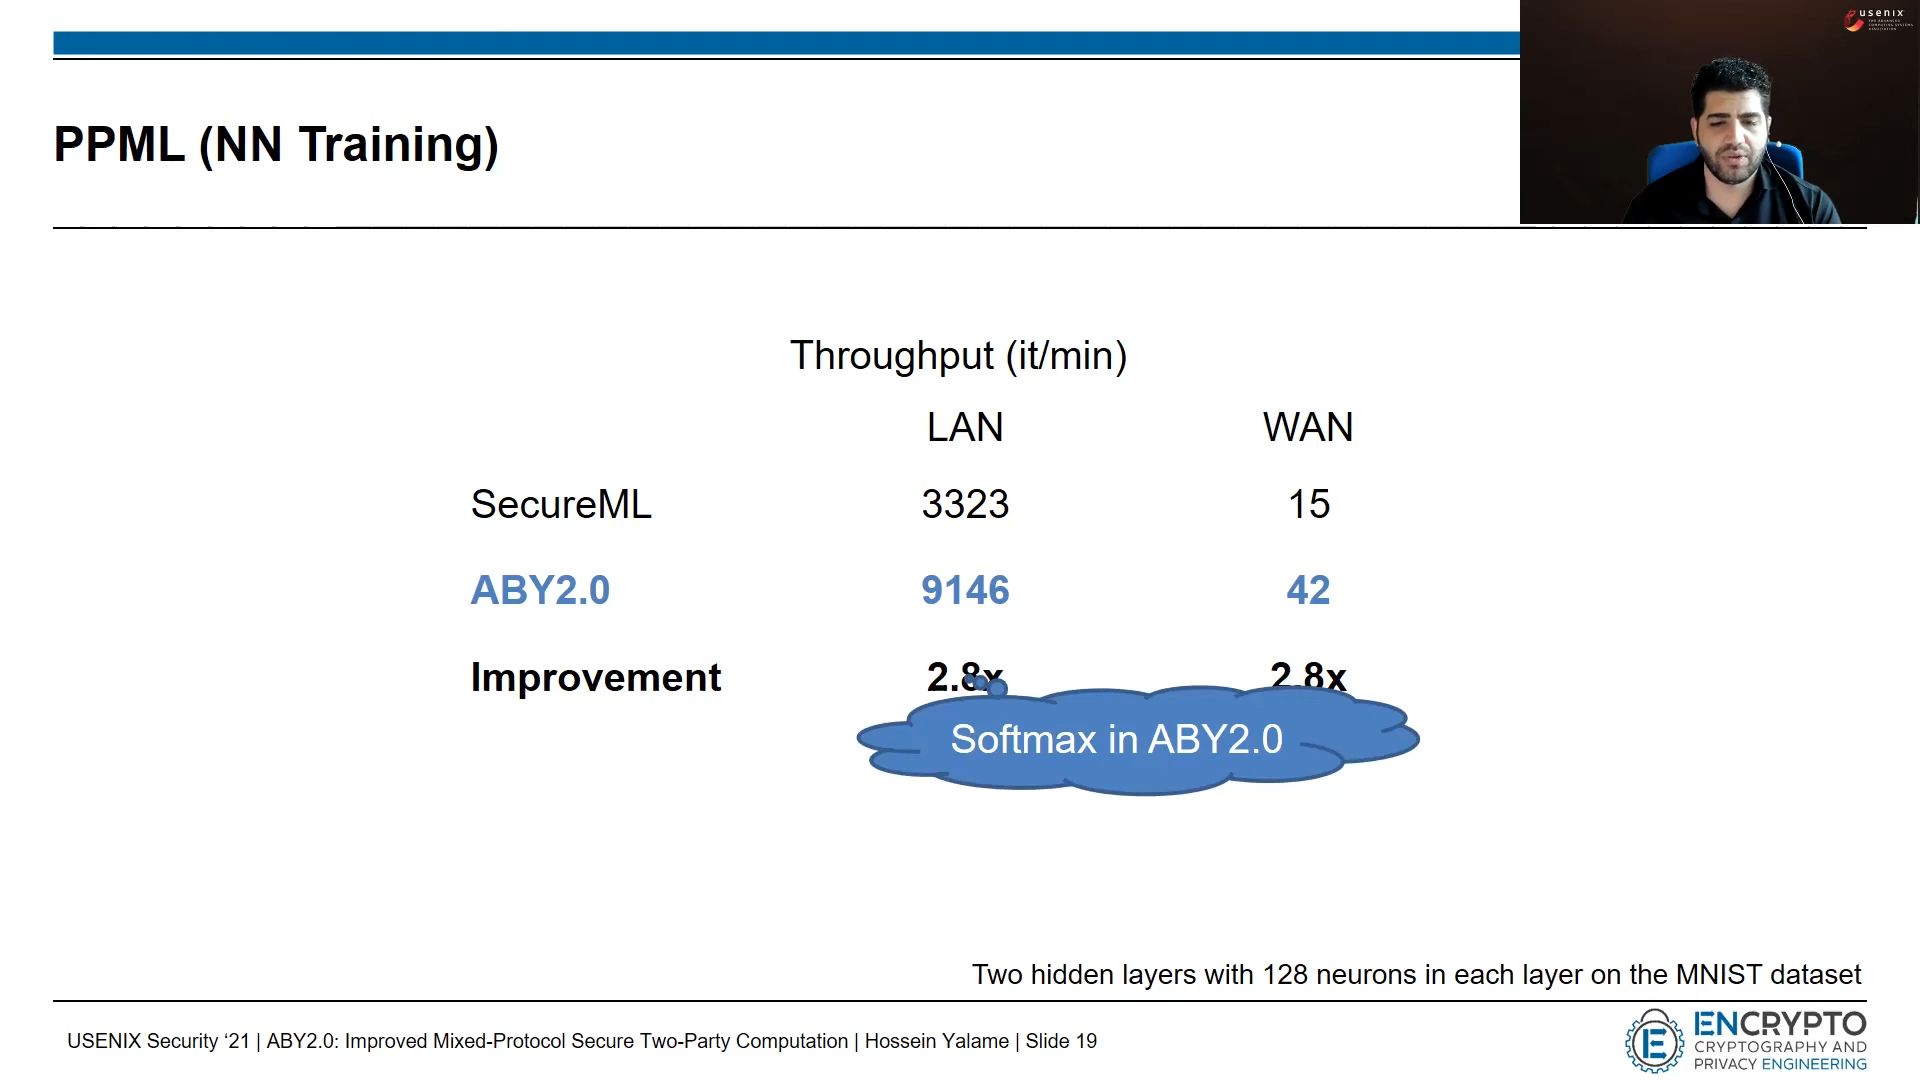 usenix
PPML (NN Training)
Throughput (it/min)
LAN WAN
SecureML 3323 15
ABY2.0 9146 42
Improvement 2.8x 2.8x
Softmax in ABY2.0
Two hidden layers with 128 neurons in each layer on the MNIST dataset
USENIX Security ‘21 | ABY2.0: Improved Mixed-Protocol Secure Two-Party Computation | Hossein Yalame | Slide 19
ENCRYPTO
CRYPTOGRAPHY AND
PRIVACY ENGINEERING